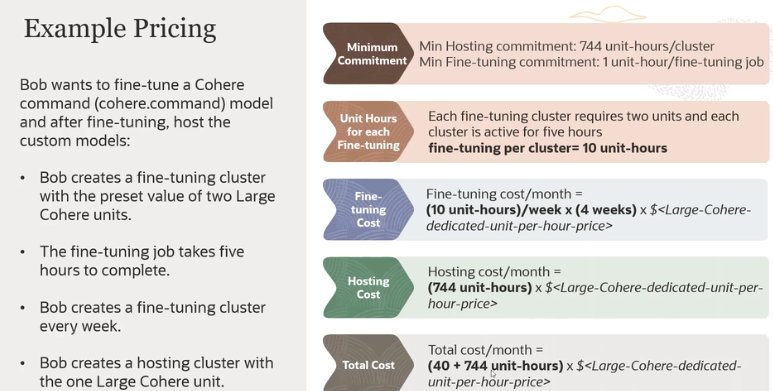 Example Pricing
Bob wants to fine-tune a Cohere
command (cohere.command) model
and after fine-tuning, host the
custom models:
• Bob creates a fine-tuning cluster
with the preset value of two Large
Cohere units.
• The fine-tuning job takes five
hours to complete.
• Bob creates a fine-tuning cluster
every week.
• Bob creates a hosting cluster with
the one Large Cohere unit.
Minimum
Commitment
Min Hosting commitment: 744 unit-hours/cluster
Min Fine-tuning commitment: 1 unit-hour/fine-tuning job
Unit Hours
for each
Fine-tuning
Each fine-tuning cluster requires two units and each
cluster is active for five hours
fine-tuning per cluster= 10 unit-hours
Fine-
tuning
Cost
Fine-tuning cost/month =
(10 unit-hours)/week x (4 weeks) x $<Large-Cohere-
dedicated-unit-per-hour-price>
Hosting
Cost
Hosting cost/month =
(744 unit-hours) x $<Large-Cohere-dedicated-unit-per-
hour-price>
Total Cost
Total cost/month =
(40 + 744 unit-hours) x $<Large-Cohere-dedicated-
unit-per-hour-price>